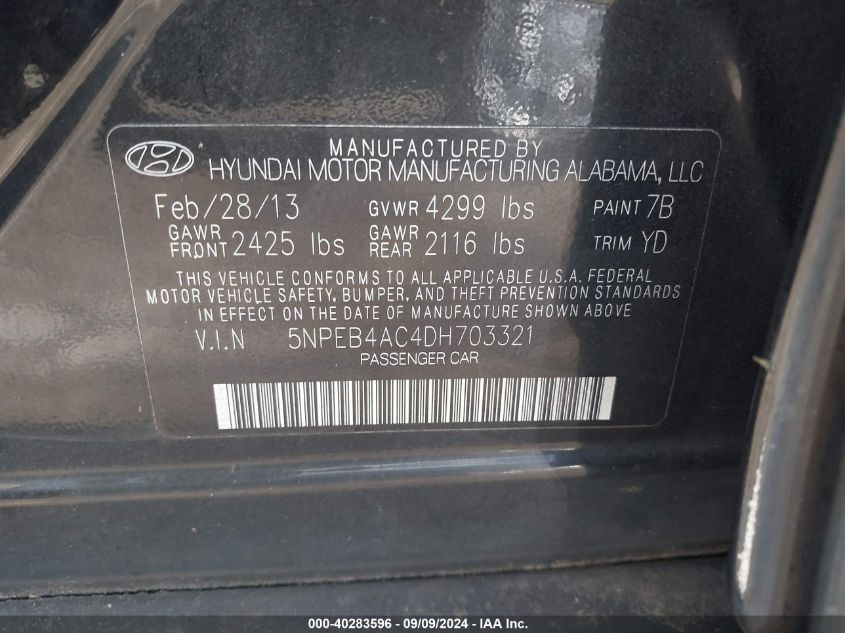 MANUFACTURED BY
HYUNDAI MOTOR MANUFACTURING ALABAMA, LLC
Feb/28/13 GVWR 4299 lbs PAINT 7B
GAWR FRONT 2425 lbs GAWR REAR 2116 lbs TRIM YD
THIS VEHICLE CONFORMS TO ALL APPLICABLE U.S.A. FEDERAL
MOTOR VEHICLE SAFETY, BUMPER, AND THEFT PREVENTION STANDARDS
IN EFFECT ON THE DATE OF MANUFACTURE SHOWN ABOVE
V.I.N 5NPEB4AC4DH703321
PASSENGER CAR
000-40283596 - 09/09/2024 - IAA Inc.